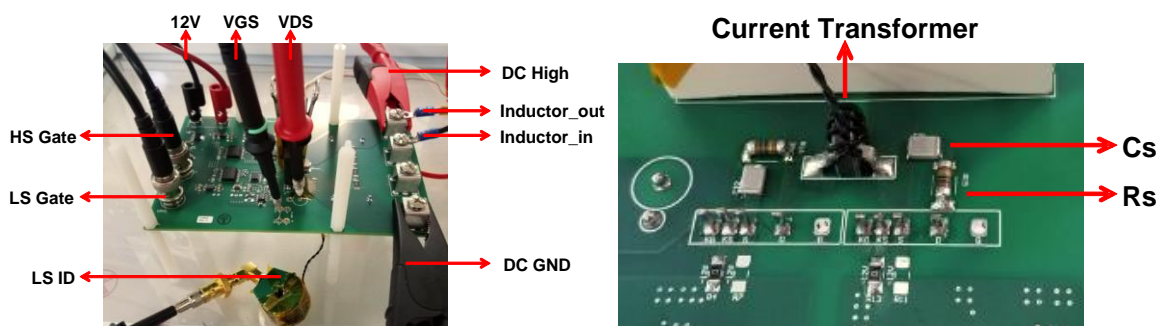 12V VGS VDS
DC High
Inductor_out
HS Gate
Inductor_in
LS Gate
LS ID
DC GND
Current Transformer
Cs
Rs